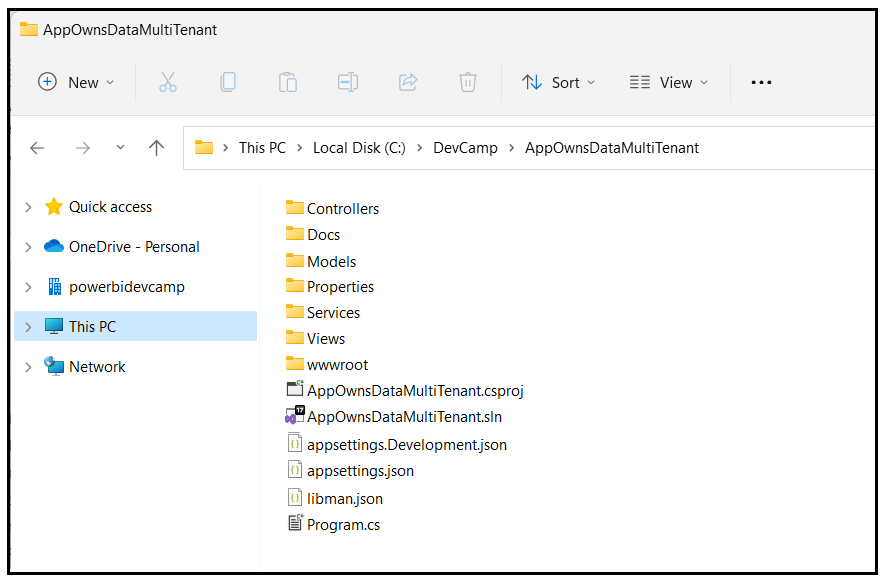 AppOwnsDataMultiTenant
New Sort View
This PC Local Disk (C:) DevCamp AppOwnsDataMultiTenant
Quick access
OneDrive - Personal
powerbidevcamp
This PC
Network
Controllers
Docs
Models
Properties
Services
Views
wwwroot
AppOwnsDataMultiTenant.csproj
AppOwnsDataMultiTenant.sln
appsettings.Development.json
appsettings.json
libman.json
Program.cs